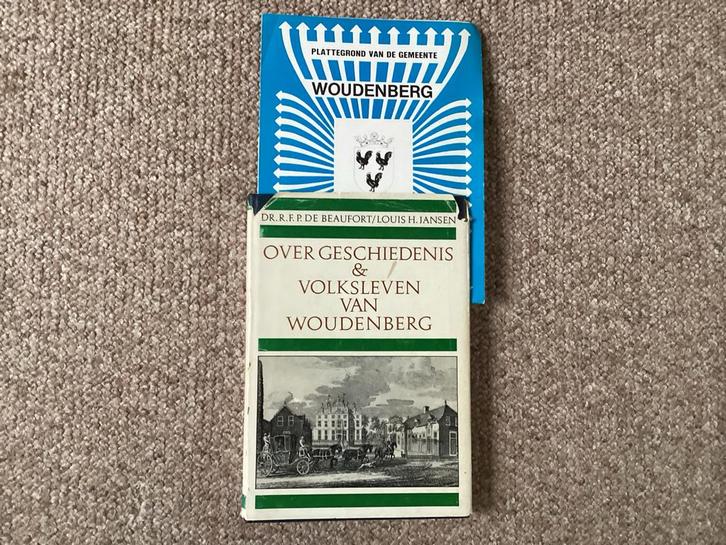 PLATTEGROND VAN DE GEMEENTE
WOUDENBERG
DR. R.F.P. DE BEAUFORT/LOUIS H. JANSEN
OVER GESCHIEDENIS
&
VOLKSLEVEN
VAN
WOUDENBERG